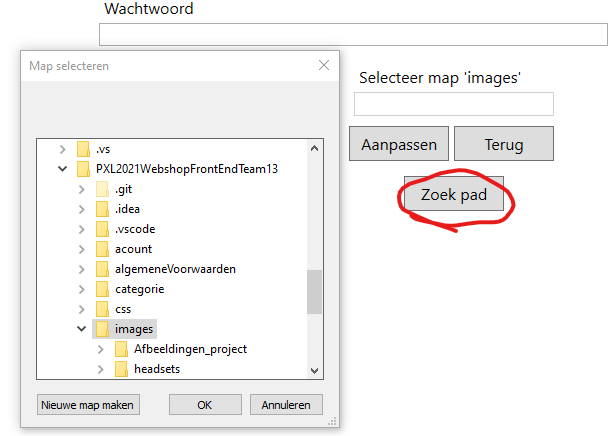 Wachtwoord
Map selecteren
Selecteer map 'images'
.vs
PXL2021WebshopFrontEndTeam13
.git
.idea
.vscode
acount
algemeneVoorwaarden
categorie
css
images
Afbeeldingen_project
headsets
Nieuwe map maken
OK
Annuleren
Aanpassen
Terug
Zoek pad